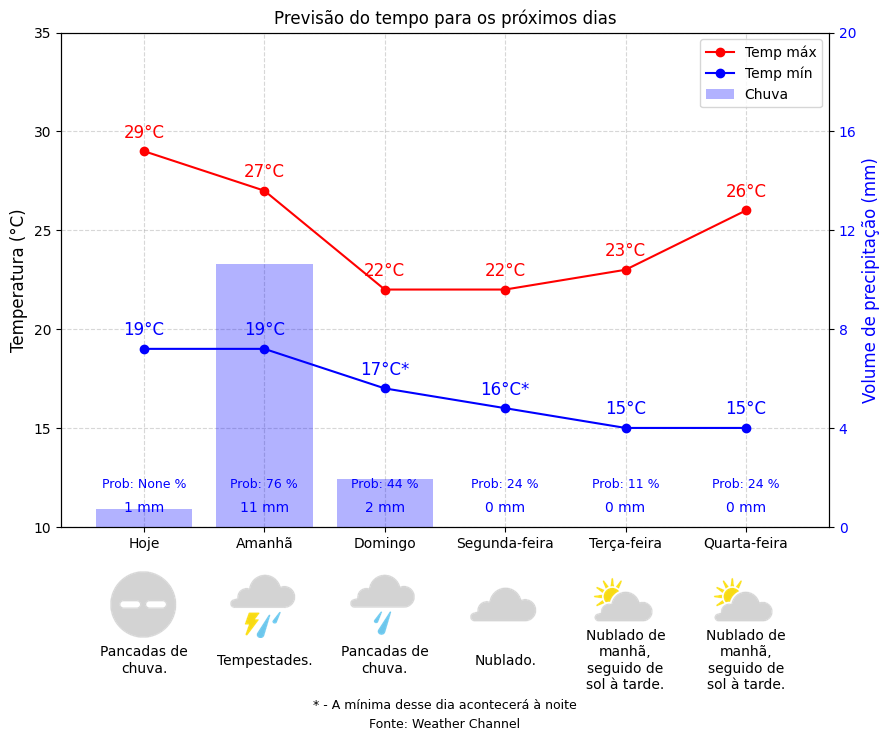 Previsão do tempo para os próximos dias
35
30
25
20
15
10
Temperatura (°C)
20
16
12
8
4
0
Volume de precipitação (mm)
Temp máx
Temp mín
Chuva
29°C
27°C
22°C
22°C
23°C
26°C
19°C
19°C
17°C*
16°C*
15°C
15°C
Prob: None %
Prob: 76 %
Prob: 44 %
Prob: 24 %
Prob: 11 %
Prob: 24 %
1 mm
11 mm
2 mm
0 mm
0 mm
0 mm
Hoje
Amanhã
Domingo
Segunda-feira
Terça-feira
Quarta-feira
Pancadas de
chuva.
Tempestades.
Pancadas de
chuva.
Nublado.
Nublado de
manhã,
seguido de
sol à tarde.
Nublado de
manhã,
seguido de
sol à tarde.
* - A mínima desse dia acontecerá à noite
Fonte: Weather Channel